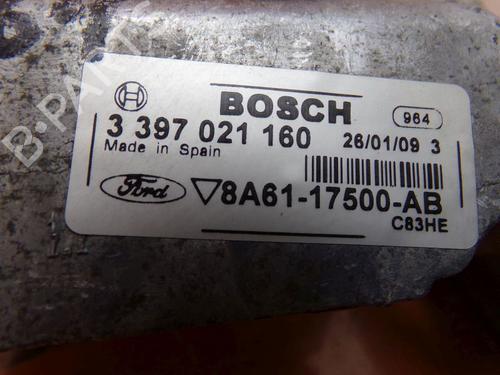 BOSCH
964
3 397 021 160
26/01/09 3
Made in Spain
Ford
8A61-17500-AB
C83HE
B-PARTS